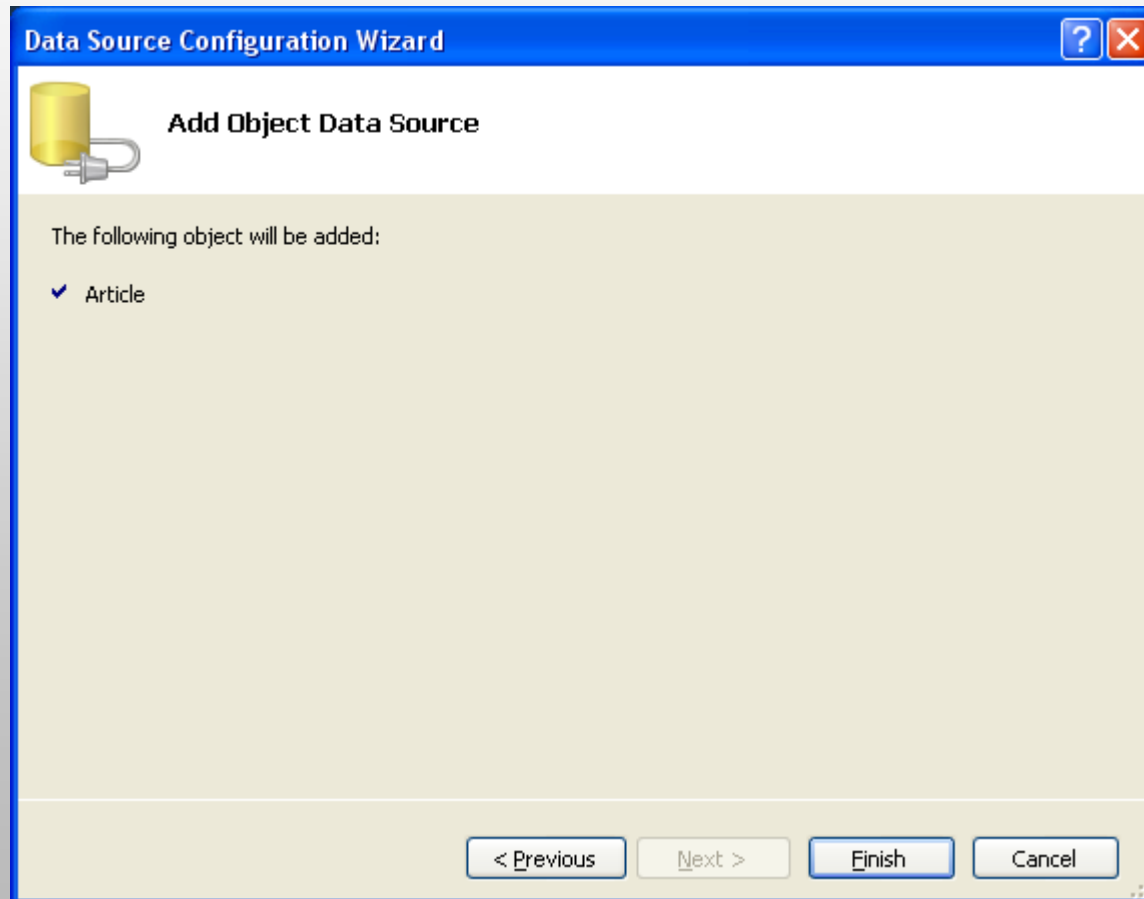 Data Source Configuration Wizard
?
Add Object Data Source
The following object will be added:
Article
< Previous Next > Finish Cancel